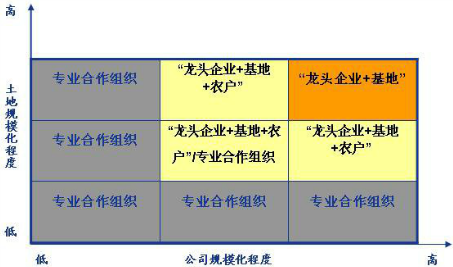 高
土地规模化程度
专业合作组织
“龙头企业+基地
+农户”
“龙头企业+基地”
专业合作组织
“龙头企业+基地+农
户”/专业合作组织
“龙头企业+基地
+农户”
专业合作组织
专业合作组织
专业合作组织
低
低
公司规模化程度
高